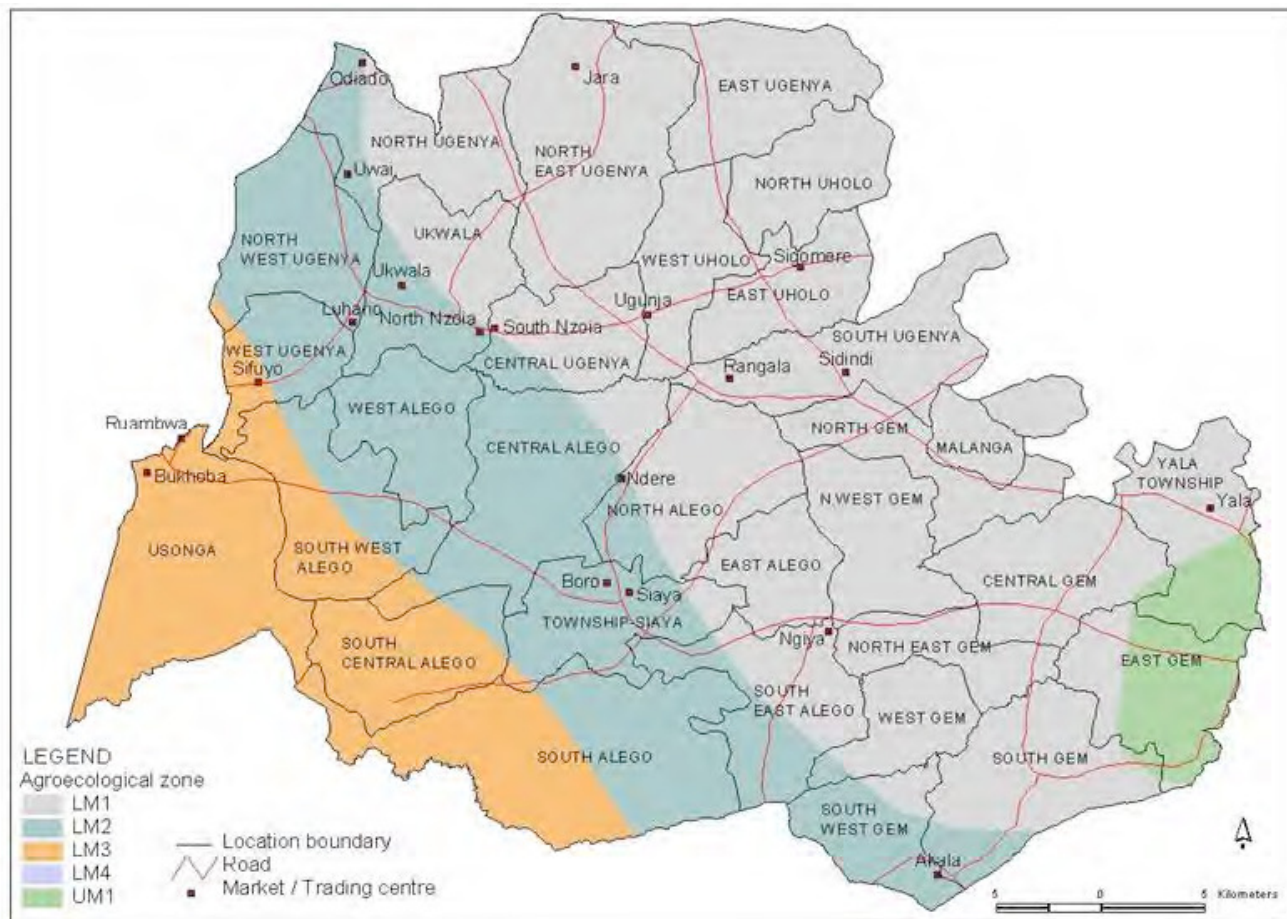 Odiado
Jara
EAST UGENYA
NORTH UGENYA
NORTH
EAST UGENYA
Uwai
NORTH UHOLO
UKWALA
NORTH
WEST UGENYA
WEST UHOLO
Sigomere
Ukwala
EAST UHOLO
Ugunja
Luhano
North Nzoia
South Nzoia
SOUTH UGENYA
WEST UGENYA
CENTRAL UGENYA
Rangala
Sidindi
Sifuyo
WEST ALEGO
Ruambwa
CENTRAL ALEGO
NORTH GEM
MALANGA
YALA
TOWNSHIP
Bukhoba
Ndere
N.WEST GEM
Yala
NORTH ALEGO
USONGA
SOUTH WEST
ALEGO
EAST ALEGO
CENTRAL GEM
Boro
Siaya
TOWNSHIP-SIAYA
Ngiya
SOUTH
CENTRAL ALEGO
NORTH EAST GEM
EAST GEM
SOUTH
EAST ALEGO
WEST GEM
SOUTH ALEGO
SOUTH GEM
SOUTH
WEST GEM
Akala
LEGEND
Agroecological zone
LM1
LM2
LM3
LM4
UM1
Location boundary
Road
Market / Trading centre
5 0 5 Kilometers